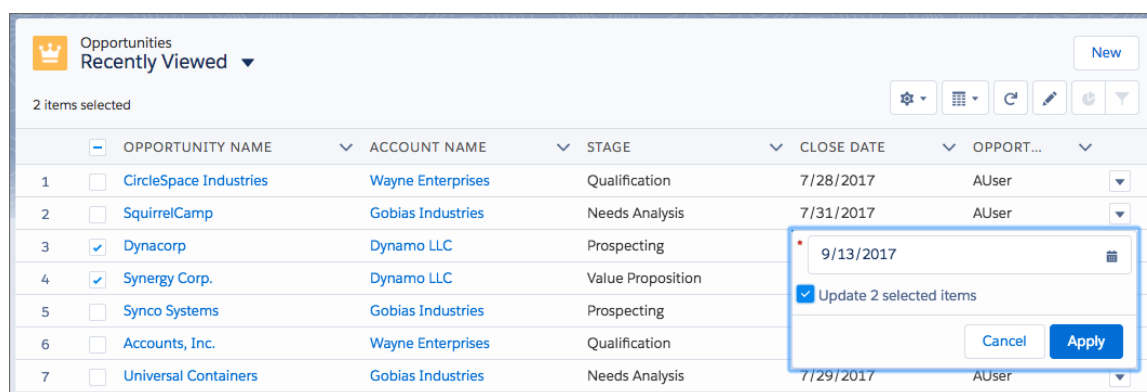 Opportunities
Recently Viewed
New
2 items selected
OPPORTUNITY NAME ACCOUNT NAME STAGE CLOSE DATE OPPORT...
1 CircleSpace Industries Wayne Enterprises Qualification 7/28/2017 AUser
2 SquirrelCamp Gobias Industries Needs Analysis 7/31/2017 AUser
3 Dynacorp Dynamo LLC Prospecting * 9/13/2017
4 Synergy Corp. Dynamo LLC Value Proposition Update 2 selected items
5 Synco Systems Gobias Industries Prospecting
6 Accounts, Inc. Wayne Enterprises Qualification Cancel Apply
7 Universal Containers Gobias Industries Needs Analysis 7/29/2017 AUser